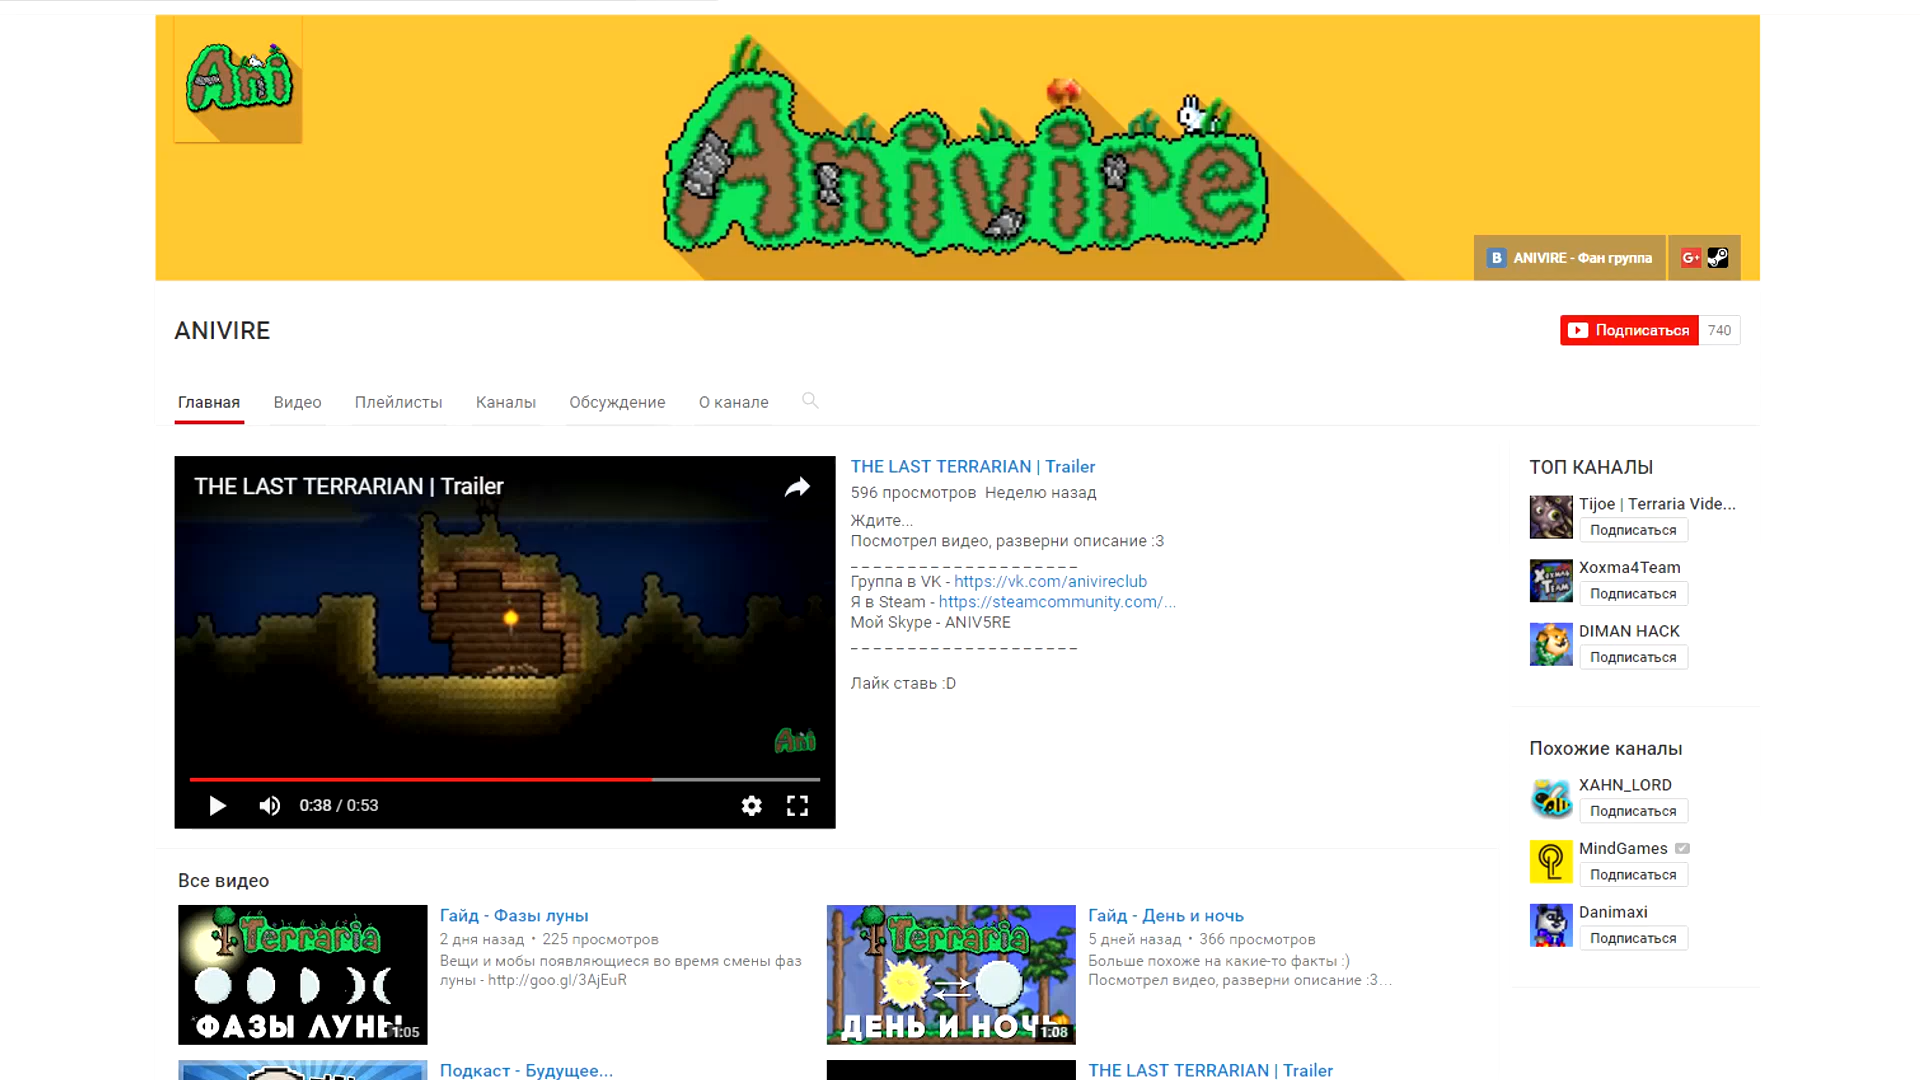 Ani
Anivire
B ANIVIRE - Фан группа
G+
ANIVIRE
Подписаться 740
Главная Видео Плейлисты Каналы Обсуждение О канале
THE LAST TERRARIAN | Trailer
Ani
0:38 / 0:53
THE LAST TERRARIAN | Trailer
596 просмотров Неделю назад
Ждите...
Посмотрел видео, разверни описание :3
_ _ _ _ _ _ _ _ _ _ _ _ _ _ _ _ _ _ _ _
Группа в VK - https://vk.com/anivireclub
Я в Steam - https://steamcommunity.com/...
Мой Skype - ANIV5RE
_ _ _ _ _ _ _ _ _ _ _ _ _ _ _ _ _ _ _ _
Лайк ставь :D
ТОП КАНАЛЫ
Tijoe | Terraria Vide...
Подписаться
Xoxma4Team
Подписаться
XOXMA4
TEAM
DIMAN HACK
Подписаться
Похожие каналы
XAHN_LORD
Подписаться
MindGames
Подписаться
Danimaxi
Подписаться
Все видео
Terraria
ФАЗЫ ЛУНЫ
1:05
Гайд - Фазы луны
2 дня назад • 225 просмотров
Вещи и мобы появляющиеся во время смены фаз
луны - http://goo.gl/3AjEuR
Terraria
ДЕНЬ И НОЧЬ
1:08
Гайд - День и ночь
5 дней назад • 366 просмотров
Больше похоже на какие-то факты :)
Посмотрел видео, разверни описание :3...
Подкаст - Будущее...
THE LAST TERRARIAN | Trailer